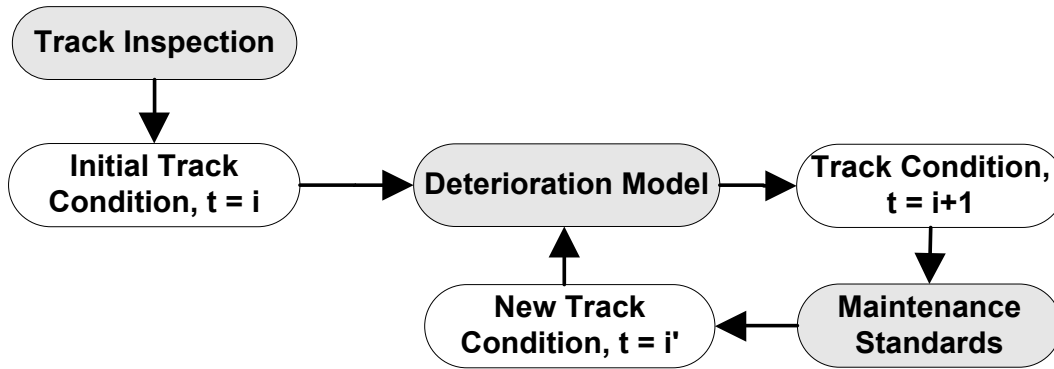 Track Inspection
Initial Track
Condition, t = i
Deterioration Model
Track Condition,
t = i+1
New Track
Condition, t = i'
Maintenance
Standards